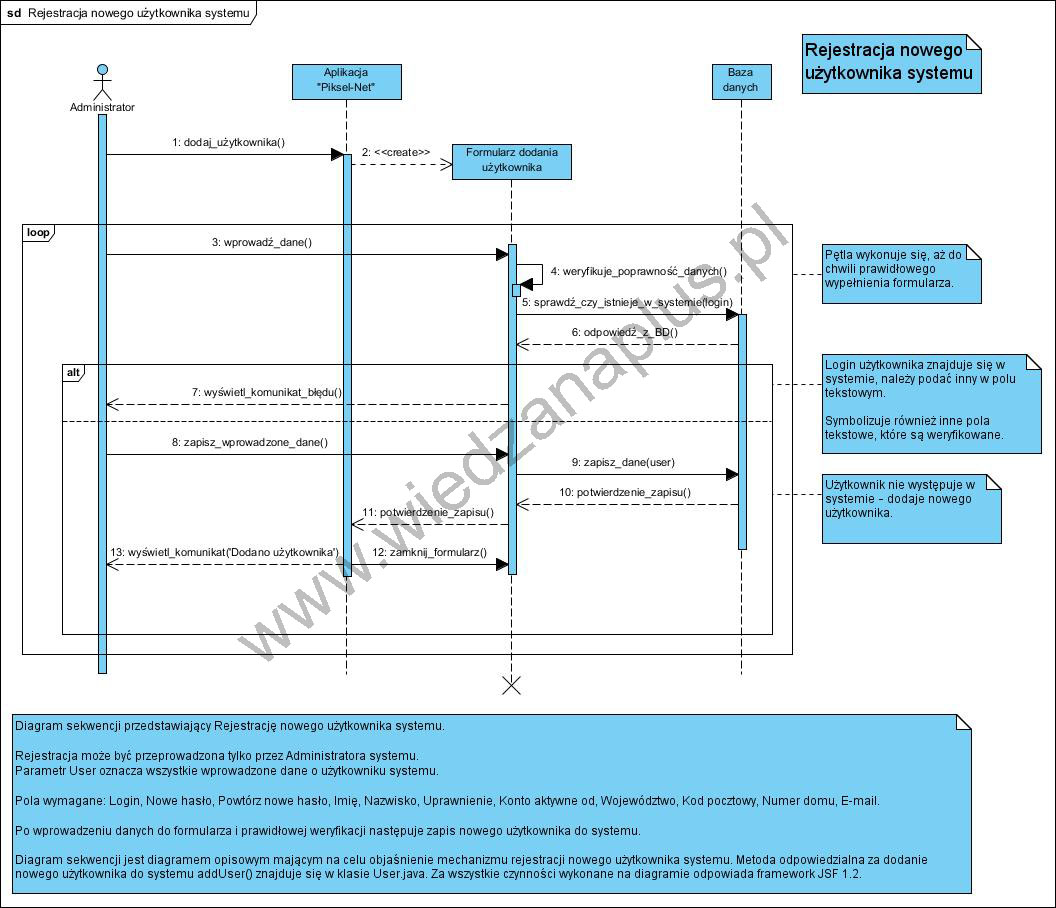 sd Rejestracja nowego użytkownika systemu
Rejestracja nowego
użytkownika systemu
Administrator
Aplikacja
"Piksel-Net"
Baza
danych
1: dodaj_użytkownika()
2: <<create>>
Formularz dodania
użytkownika
loop
3: wprowadź_dane()
Pętla wykonuje się, aż do
chwili prawidłowego
wypełnienia formularza.
4: weryfikuje_poprawność_danych()
5: sprawdź_czy_istnieje_w_systemie(login)
6: odpowiedź_z_BD()
alt
Login użytkownika znajduje się w
systemie, należy podać inny w polu
tekstowym.
Symbolizuje również inne pola
tekstowe, które są weryfikowane.
7: wyświetl_komunikat_błędu()
8: zapisz_wprowadzone_dane()
9: zapisz_dane(user)
Użytkownik nie występuje w
systemie - dodaje nowego
użytkownika.
10: potwierdzenie_zapisu()
11: potwierdzenie_zapisu()
13: wyświetl_komunikat('Dodano użytkownika')
12: zamknij_formularz()
www.wiedzanaplus.pl
Diagram sekwencji przedstawiający Rejestrację nowego użytkownika systemu.
Rejestracja może być przeprowadzona tylko przez Administratora systemu.
Parametr User oznacza wszystkie wprowadzone dane o użytkowniku systemu.
Pola wymagane: Login, Nowe hasło, Powtórz nowe hasło, Imię, Nazwisko, Uprawnienie, Konto aktywne od, Województwo, Kod pocztowy, Numer domu, E-mail.
Po wprowadzeniu danych do formularza i prawidłowej weryfikacji następuje zapis nowego użytkownika do systemu.
Diagram sekwencji jest diagramem opisowym mającym na celu objaśnienie mechanizmu rejestracji nowego użytkownika systemu. Metoda odpowiedzialna za dodanie
nowego użytkownika do systemu addUser() znajduje się w klasie User.java. Za wszystkie czynności wykonane na diagramie odpowiada framework JSF 1.2.